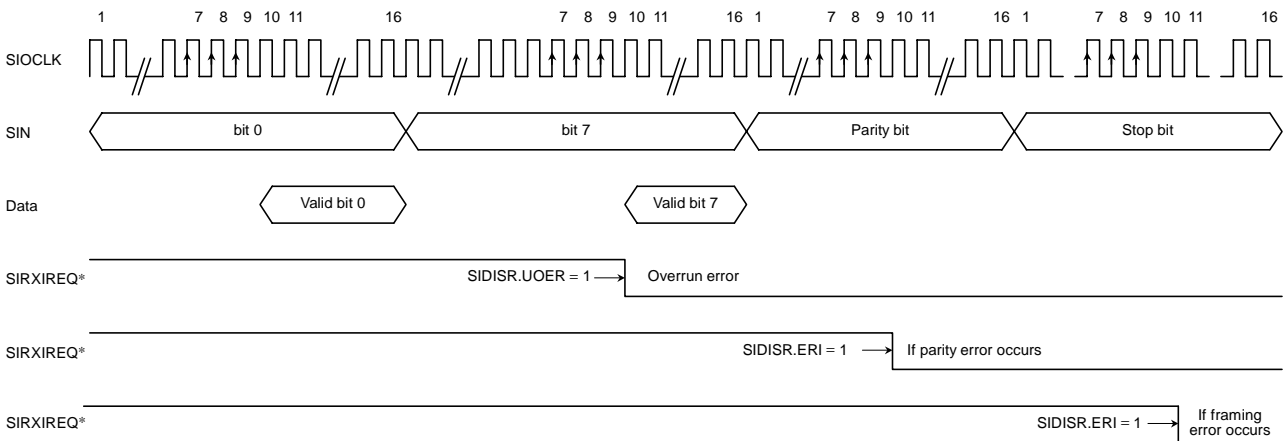 1 7 8 9 10 11 16 7 8 9 10 11 16 1 7 8 9 10 11 16 1 7 8 9 10 11 16
SIOCLK
SIN bit 0 bit 7 Parity bit Stop bit
Data Valid bit 0 Valid bit 7
SIRXIREQ* SIDISR.UOER = 1 Overrun error
SIRXIREQ* SIDISR.ERI = 1 If parity error occurs
SIRXIREQ* SIDISR.ERI = 1 If framing
error occurs